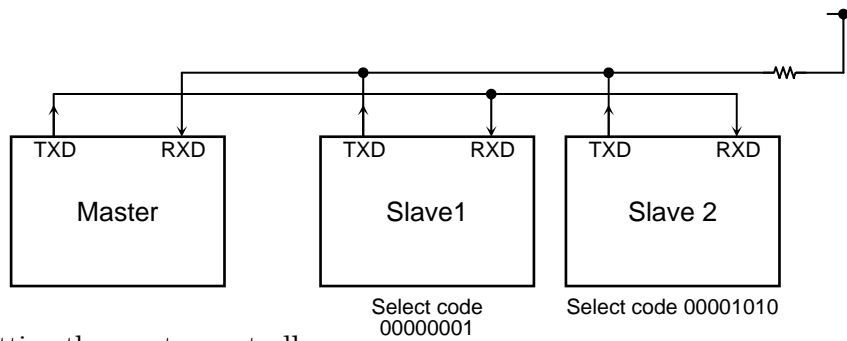 TXD RXD TXD RXD TXD RXD
Master Slave1 Slave 2
Select code
00000001
Select code 00001010